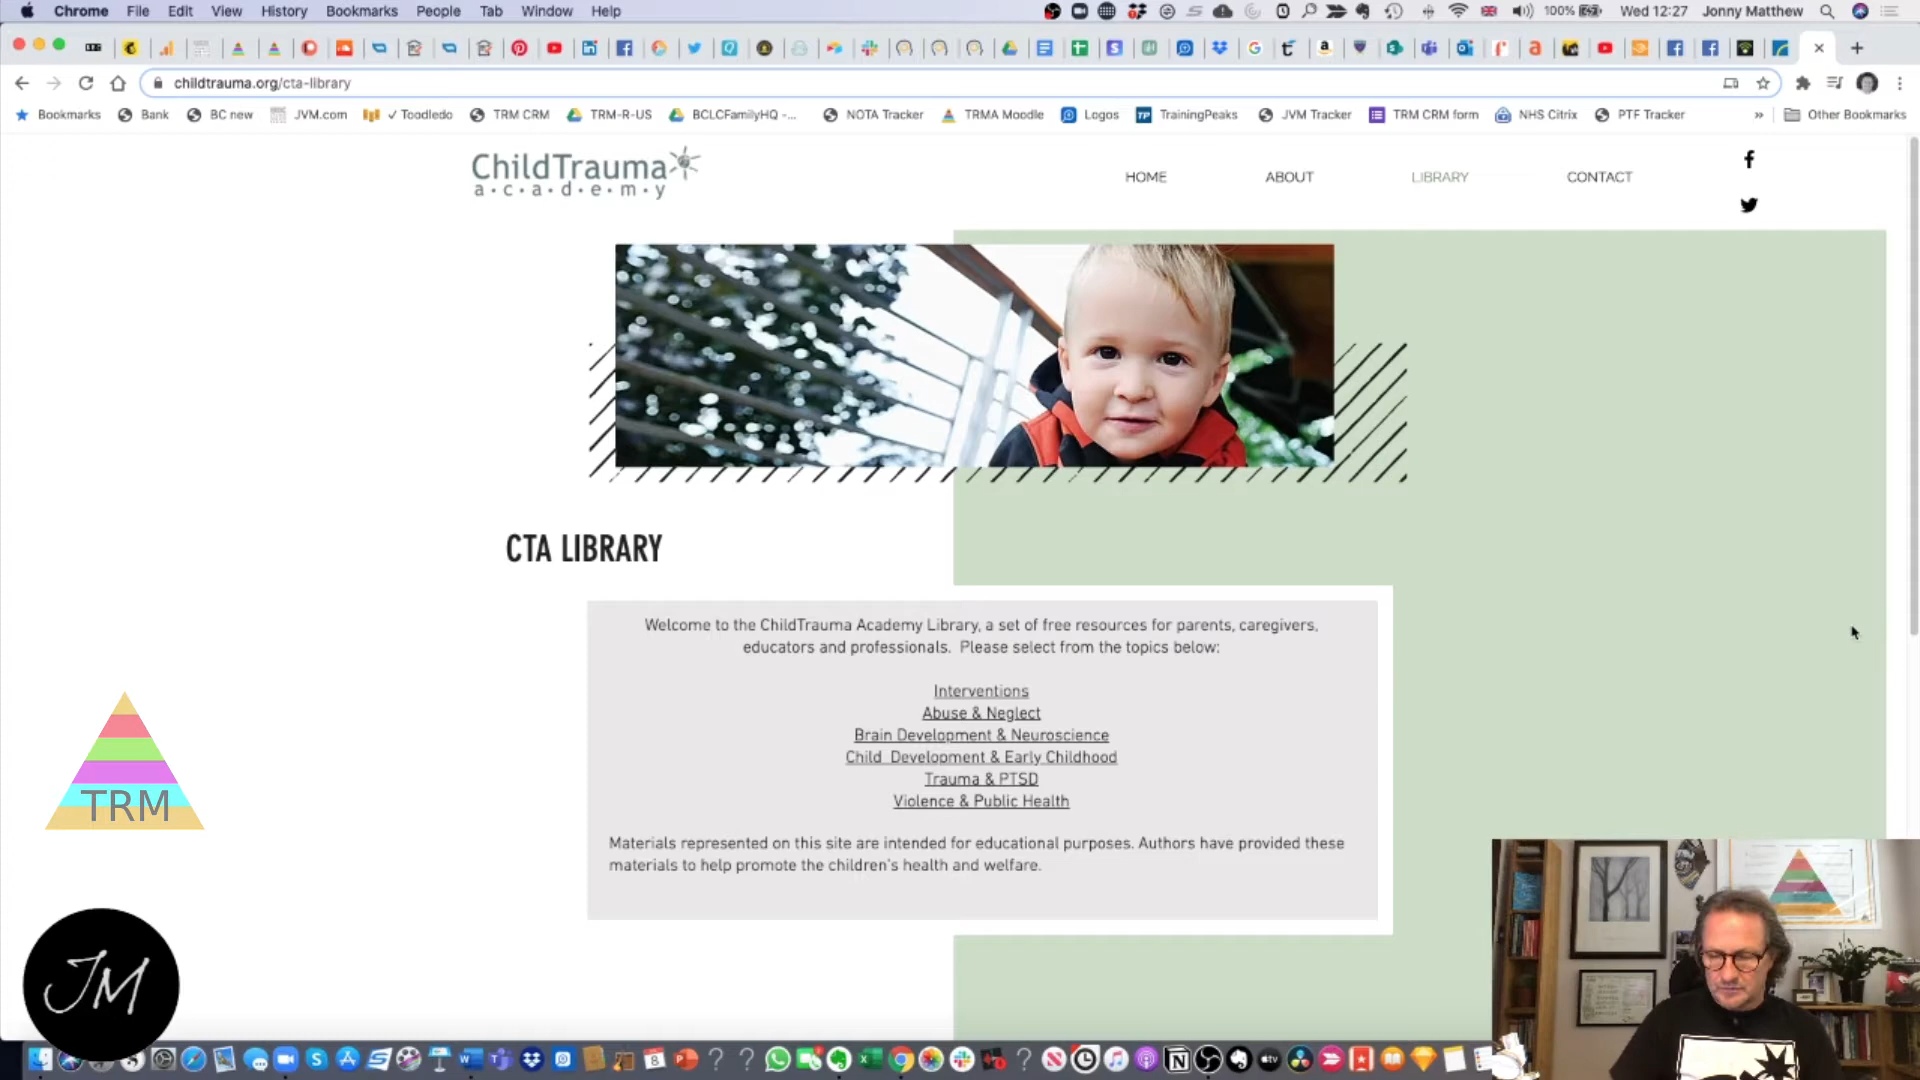 Chrome File Edit View History Bookmarks People Tab Window Help 100% Wed 12:27 Jonny Matthew
childtrauma.org/cta-library
Bookmarks Bank BC new JVM.com ✓ Toodledo TRM CRM TRM-R-US BCLCFamilyHQ -... NOTA Tracker TRMA Moodle Logos TrainingPeaks JVM Tracker TRM CRM form NHS Citrix PTF Tracker » Other Bookmarks
ChildTrauma
a·c·a·d·e·m·y
HOME ABOUT LIBRARY CONTACT
CTA LIBRARY
Welcome to the ChildTrauma Academy Library, a set of free resources for parents, caregivers,
educators and professionals. Please select from the topics below:
Interventions
Abuse & Neglect
Brain Development & Neuroscience
Child Development & Early Childhood
Trauma & PTSD
Violence & Public Health
Materials represented on this site are intended for educational purposes. Authors have provided these
materials to help promote the children's health and welfare.
TRM
JM